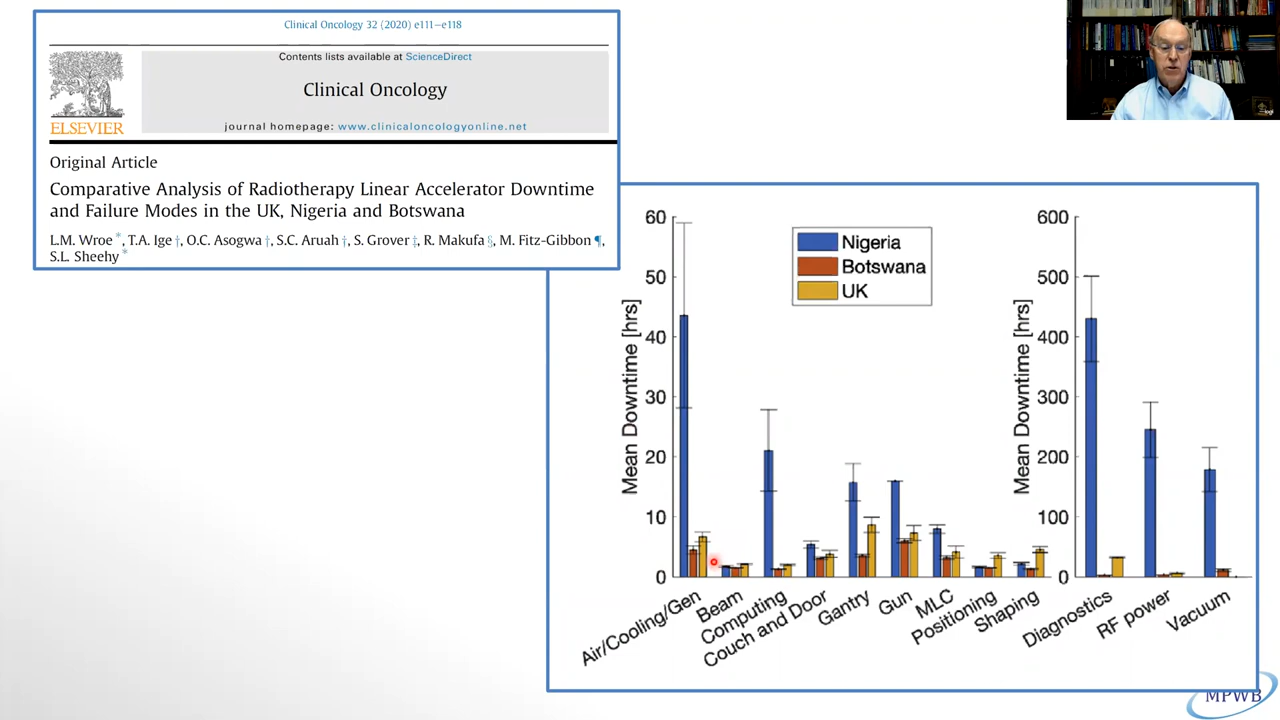 Clinical Oncology 32 (2020) e111–e118
Contents lists available at ScienceDirect
Clinical Oncology
ELSEVIER
journal homepage: www.clinicaloncologyonline.net
Original Article
Comparative Analysis of Radiotherapy Linear Accelerator Downtime
and Failure Modes in the UK, Nigeria and Botswana
L.M. Wroe *, T.A. Ige †, O.C. Asogwa †, S.C. Aruah †, S. Grover ‡, R. Makufa §, M. Fitz-Gibbon ¶,
S.L. Sheehy *
Mean Downtime [hrs]
60
50
40
30
20
10
0
Nigeria
Botswana
UK
Air/Cooling/Gen
Beam
Computing
Couch and Door
Gantry
Gun
MLC
Positioning
Shaping
Mean Downtime [hrs]
600
500
400
300
200
100
0
Diagnostics
RF power
Vacuum
MPWB